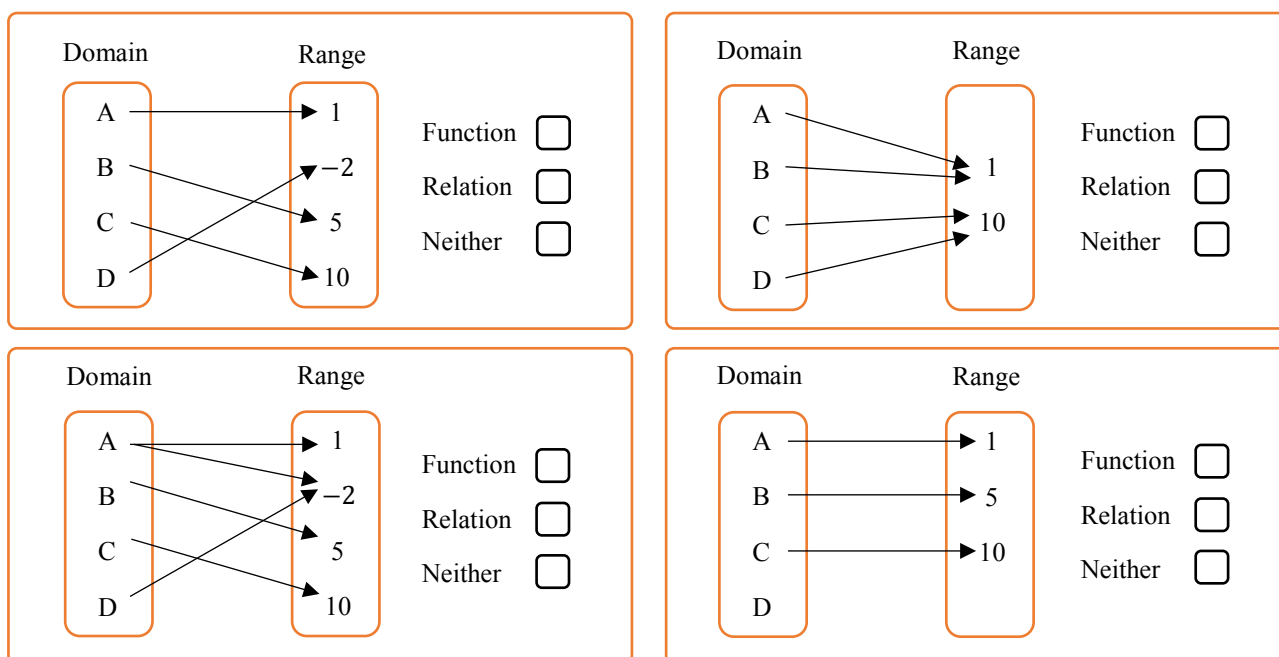 Domain
Range
A
1
B
−2
C
5
D
10
Function
Relation
Neither
Domain
Range
A
B
1
C
10
D
Function
Relation
Neither
Domain
Range
A
1
B
−2
C
5
D
10
Function
Relation
Neither
Domain
Range
A
1
B
5
C
10
D
Function
Relation
Neither